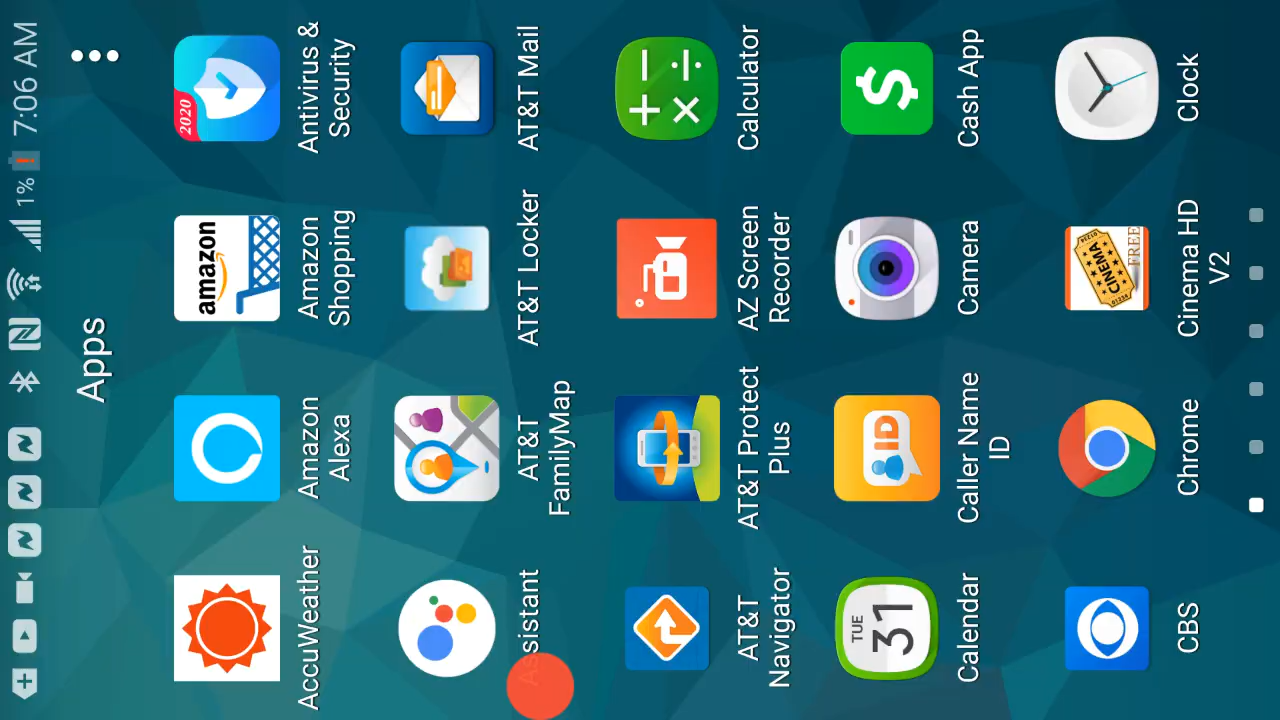 1% 7:06 AM
Apps
AccuWeather
Amazon
Alexa
amazon
Amazon
Shopping
2020
Antivirus &
Security
Assistant
AT&T
FamilyMap
AT&T Locker
AT&T Mail
AT&T
Navigator
AT&T Protect
Plus
AZ Screen
Recorder
Calculator
TUE
31
Calendar
ID
Caller Name
ID
Camera
$
Cash App
CBS
Chrome
CINEMA
FREE
Cinema HD
V2
Clock